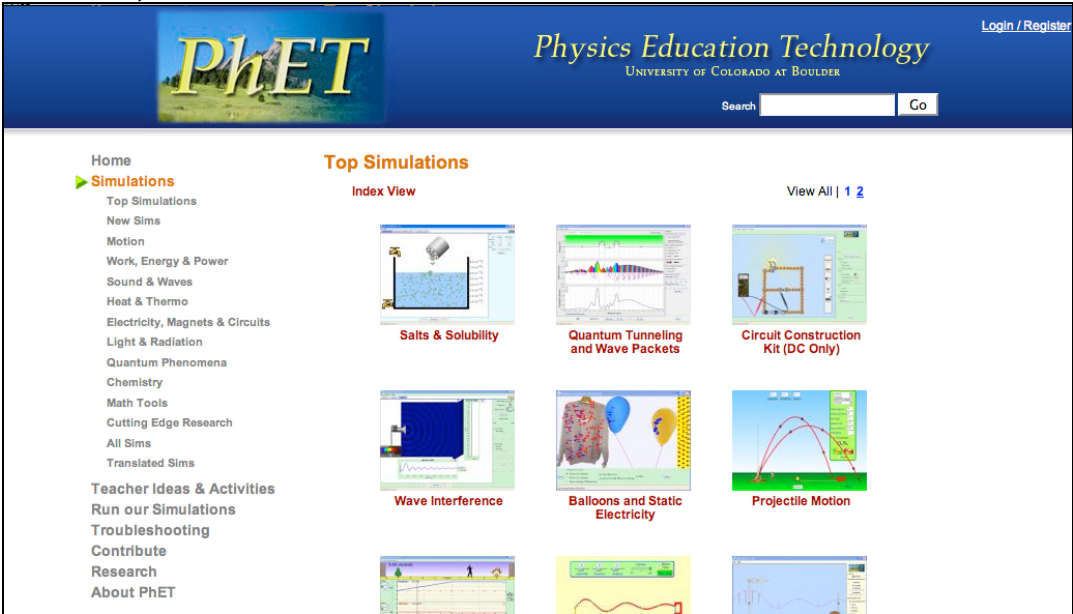 PhET
Physics Education Technology
University of Colorado at Boulder
Login / Register
Search
Go
Home
Simulations
Top Simulations
New Sims
Motion
Work, Energy & Power
Sound & Waves
Heat & Thermo
Electricity, Magnets & Circuits
Light & Radiation
Quantum Phenomena
Chemistry
Math Tools
Cutting Edge Research
All Sims
Translated Sims
Teacher Ideas & Activities
Run our Simulations
Troubleshooting
Contribute
Research
About PhET
Top Simulations
Index View
View All | 1 2
Salts & Solubility
Quantum Tunneling
and Wave Packets
Circuit Construction
Kit (DC Only)
Wave Interference
Balloons and Static
Electricity
Projectile Motion